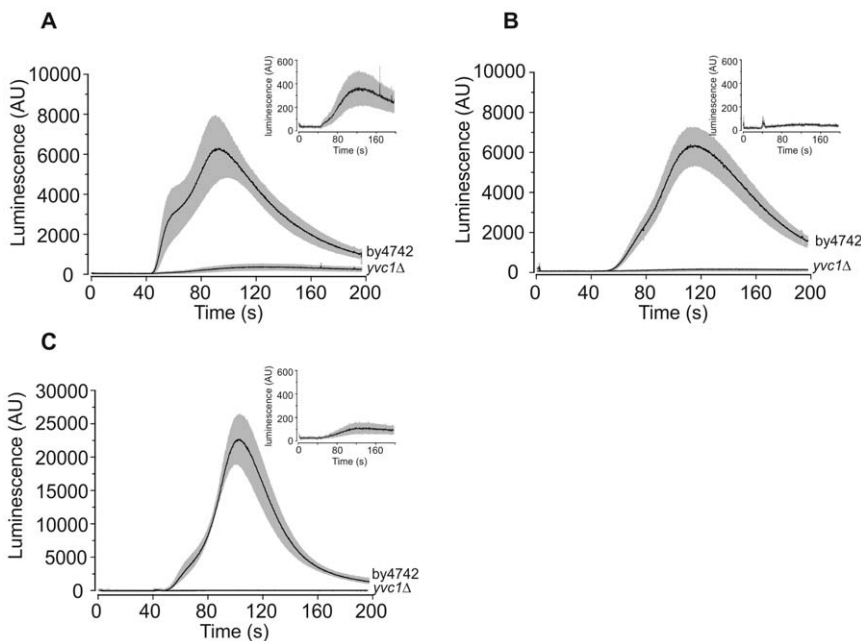 A
Luminescence (AU)
10000
8000
6000
4000
2000
0
0 40 80 120 160 200
Time (s)
by4742
yvc1Δ
luminescence (AU)
600
400
200
0
0 80 160
Time (s)
B
Luminescence (AU)
10000
8000
6000
4000
2000
0
0 40 80 120 160 200
Time (s)
by4742
yvc1Δ
luminescence (AU)
600
400
200
0
0 80 160
Time (s)
C
Luminescence (AU)
30000
25000
20000
15000
10000
5000
0
0 40 80 120 160 200
Time (s)
by4742
yvc1Δ
luminescence (AU)
600
400
200
0
0 80 160
Time (s)